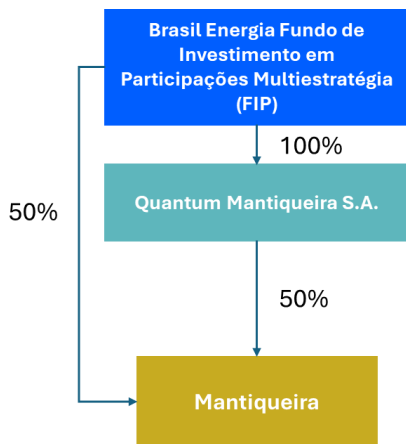 Brasil Energia Fundo de
Investimento em
Participações Multiestratégia
(FIP)
100%
Quantum Mantiqueira S.A.
50%
50%
Mantiqueira